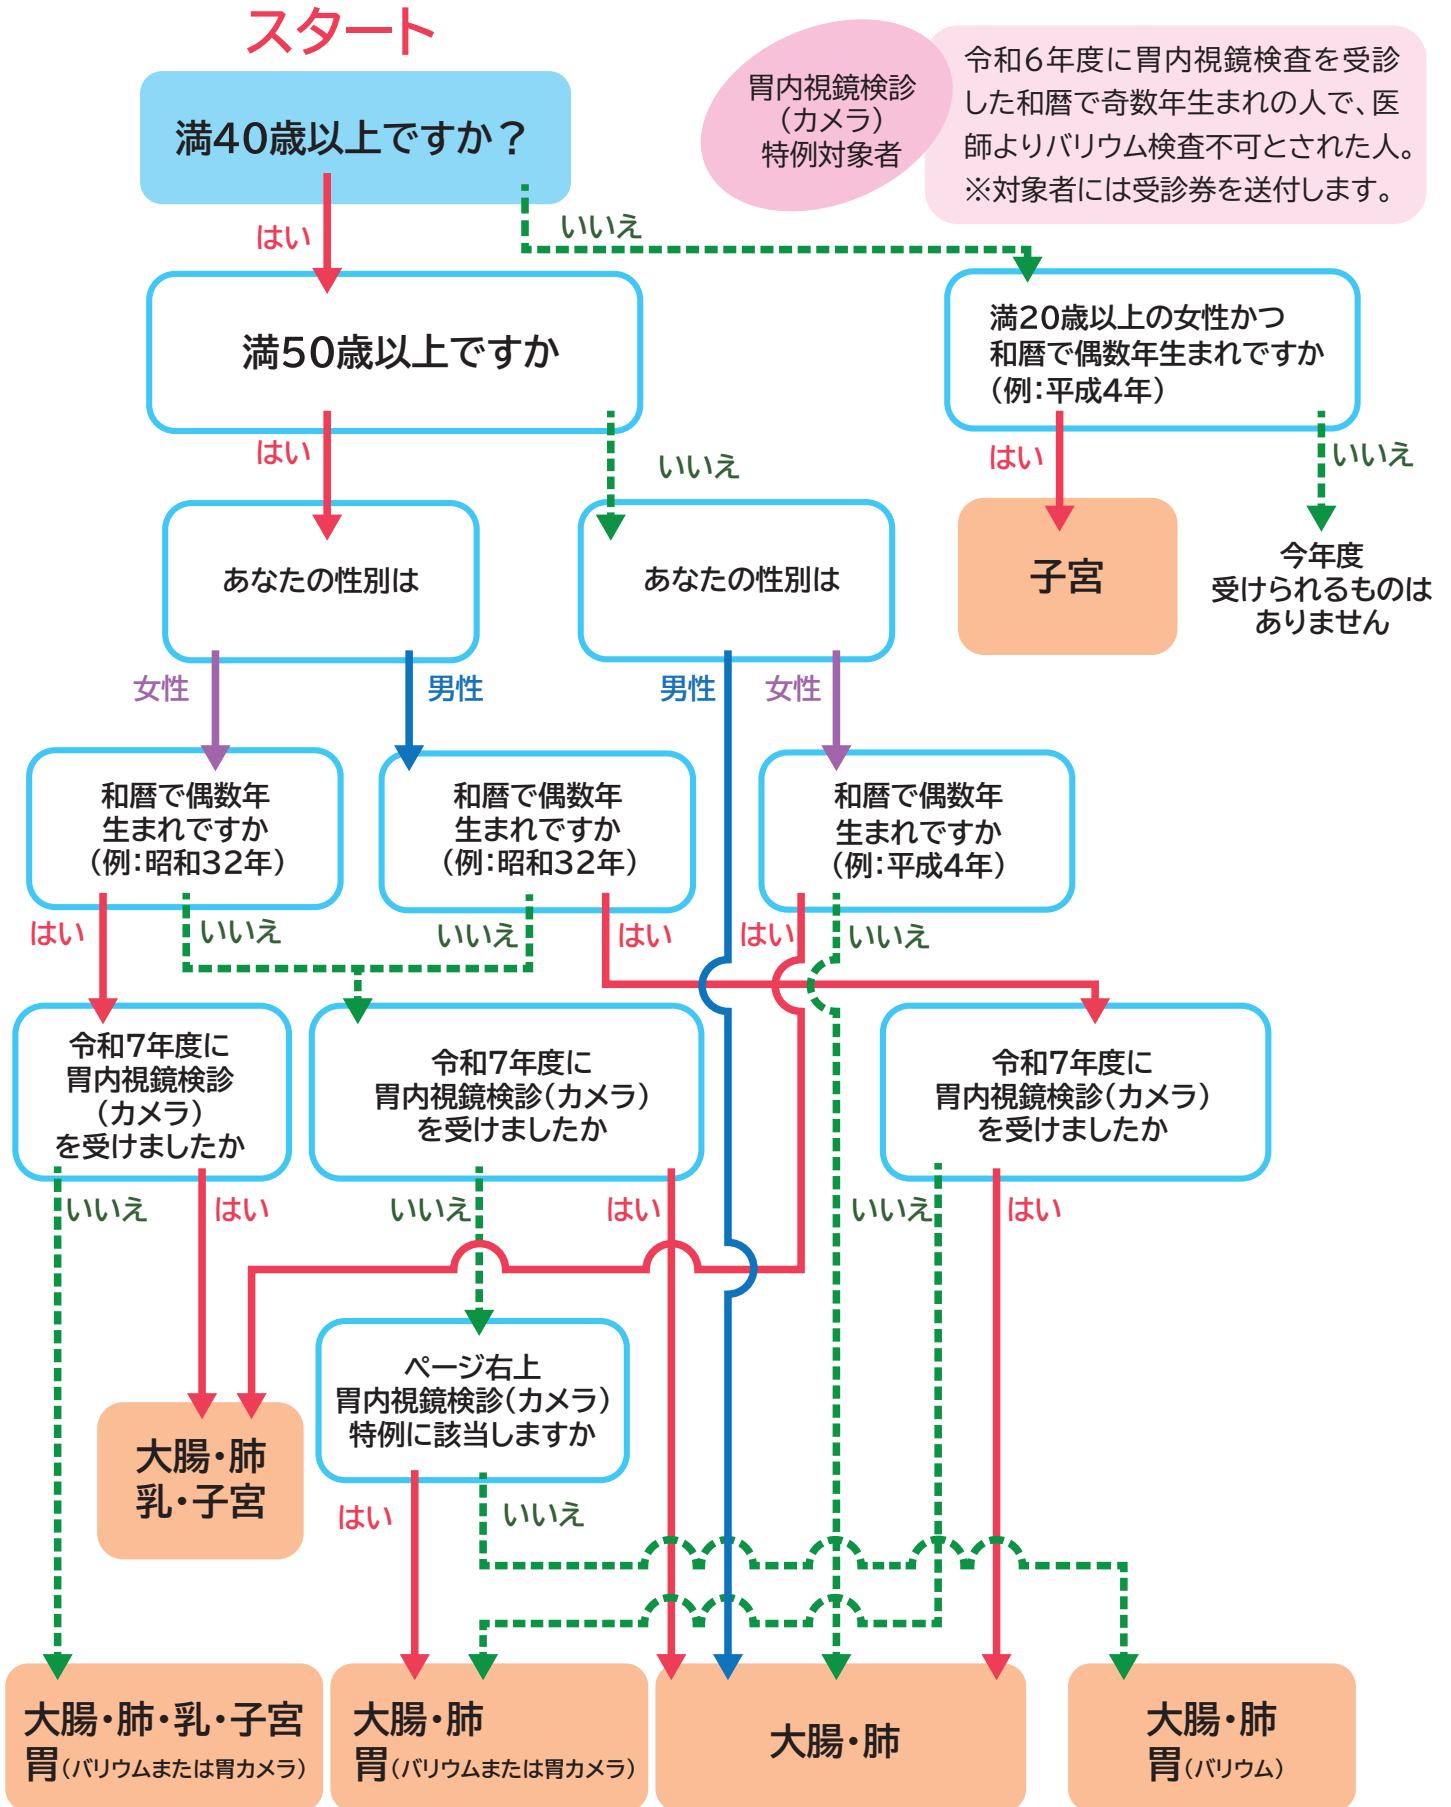 スタート
満40歳以上ですか？
胃内視鏡検診
（カメラ）
特例対象者
令和6年度に胃内視鏡検査を受診
した和暦で奇数年生まれの人で、医
師よりバリウム検査不可とされた人。
※対象者には受診券を送付します。
はい
いいえ
満50歳以上ですか
満20歳以上の女性かつ
和暦で偶数年生まれですか
（例：平成4年）
はい
いいえ
はい
いいえ
あなたの性別は
あなたの性別は
子宮
今年度
受けられるものは
ありません
女性
男性
男性
女性
和暦で偶数年
生まれですか
（例：昭和32年）
和暦で偶数年
生まれですか
（例：昭和32年）
和暦で偶数年
生まれですか
（例：平成4年）
はい
いいえ
いいえ
はい
はい
いいえ
令和7年度に
胃内視鏡検診
（カメラ）
を受けましたか
令和7年度に
胃内視鏡検診（カメラ）
を受けましたか
令和7年度に
胃内視鏡検診（カメラ）
を受けましたか
いいえ
はい
いいえ
はい
いいえ
はい
ページ右上
胃内視鏡検診（カメラ）
特例に該当しますか
大腸・肺
乳・子宮
はい
いいえ
大腸・肺・乳・子宮
胃（バリウムまたは胃カメラ）
大腸・肺
胃（バリウムまたは胃カメラ）
大腸・肺
大腸・肺
胃（バリウム）